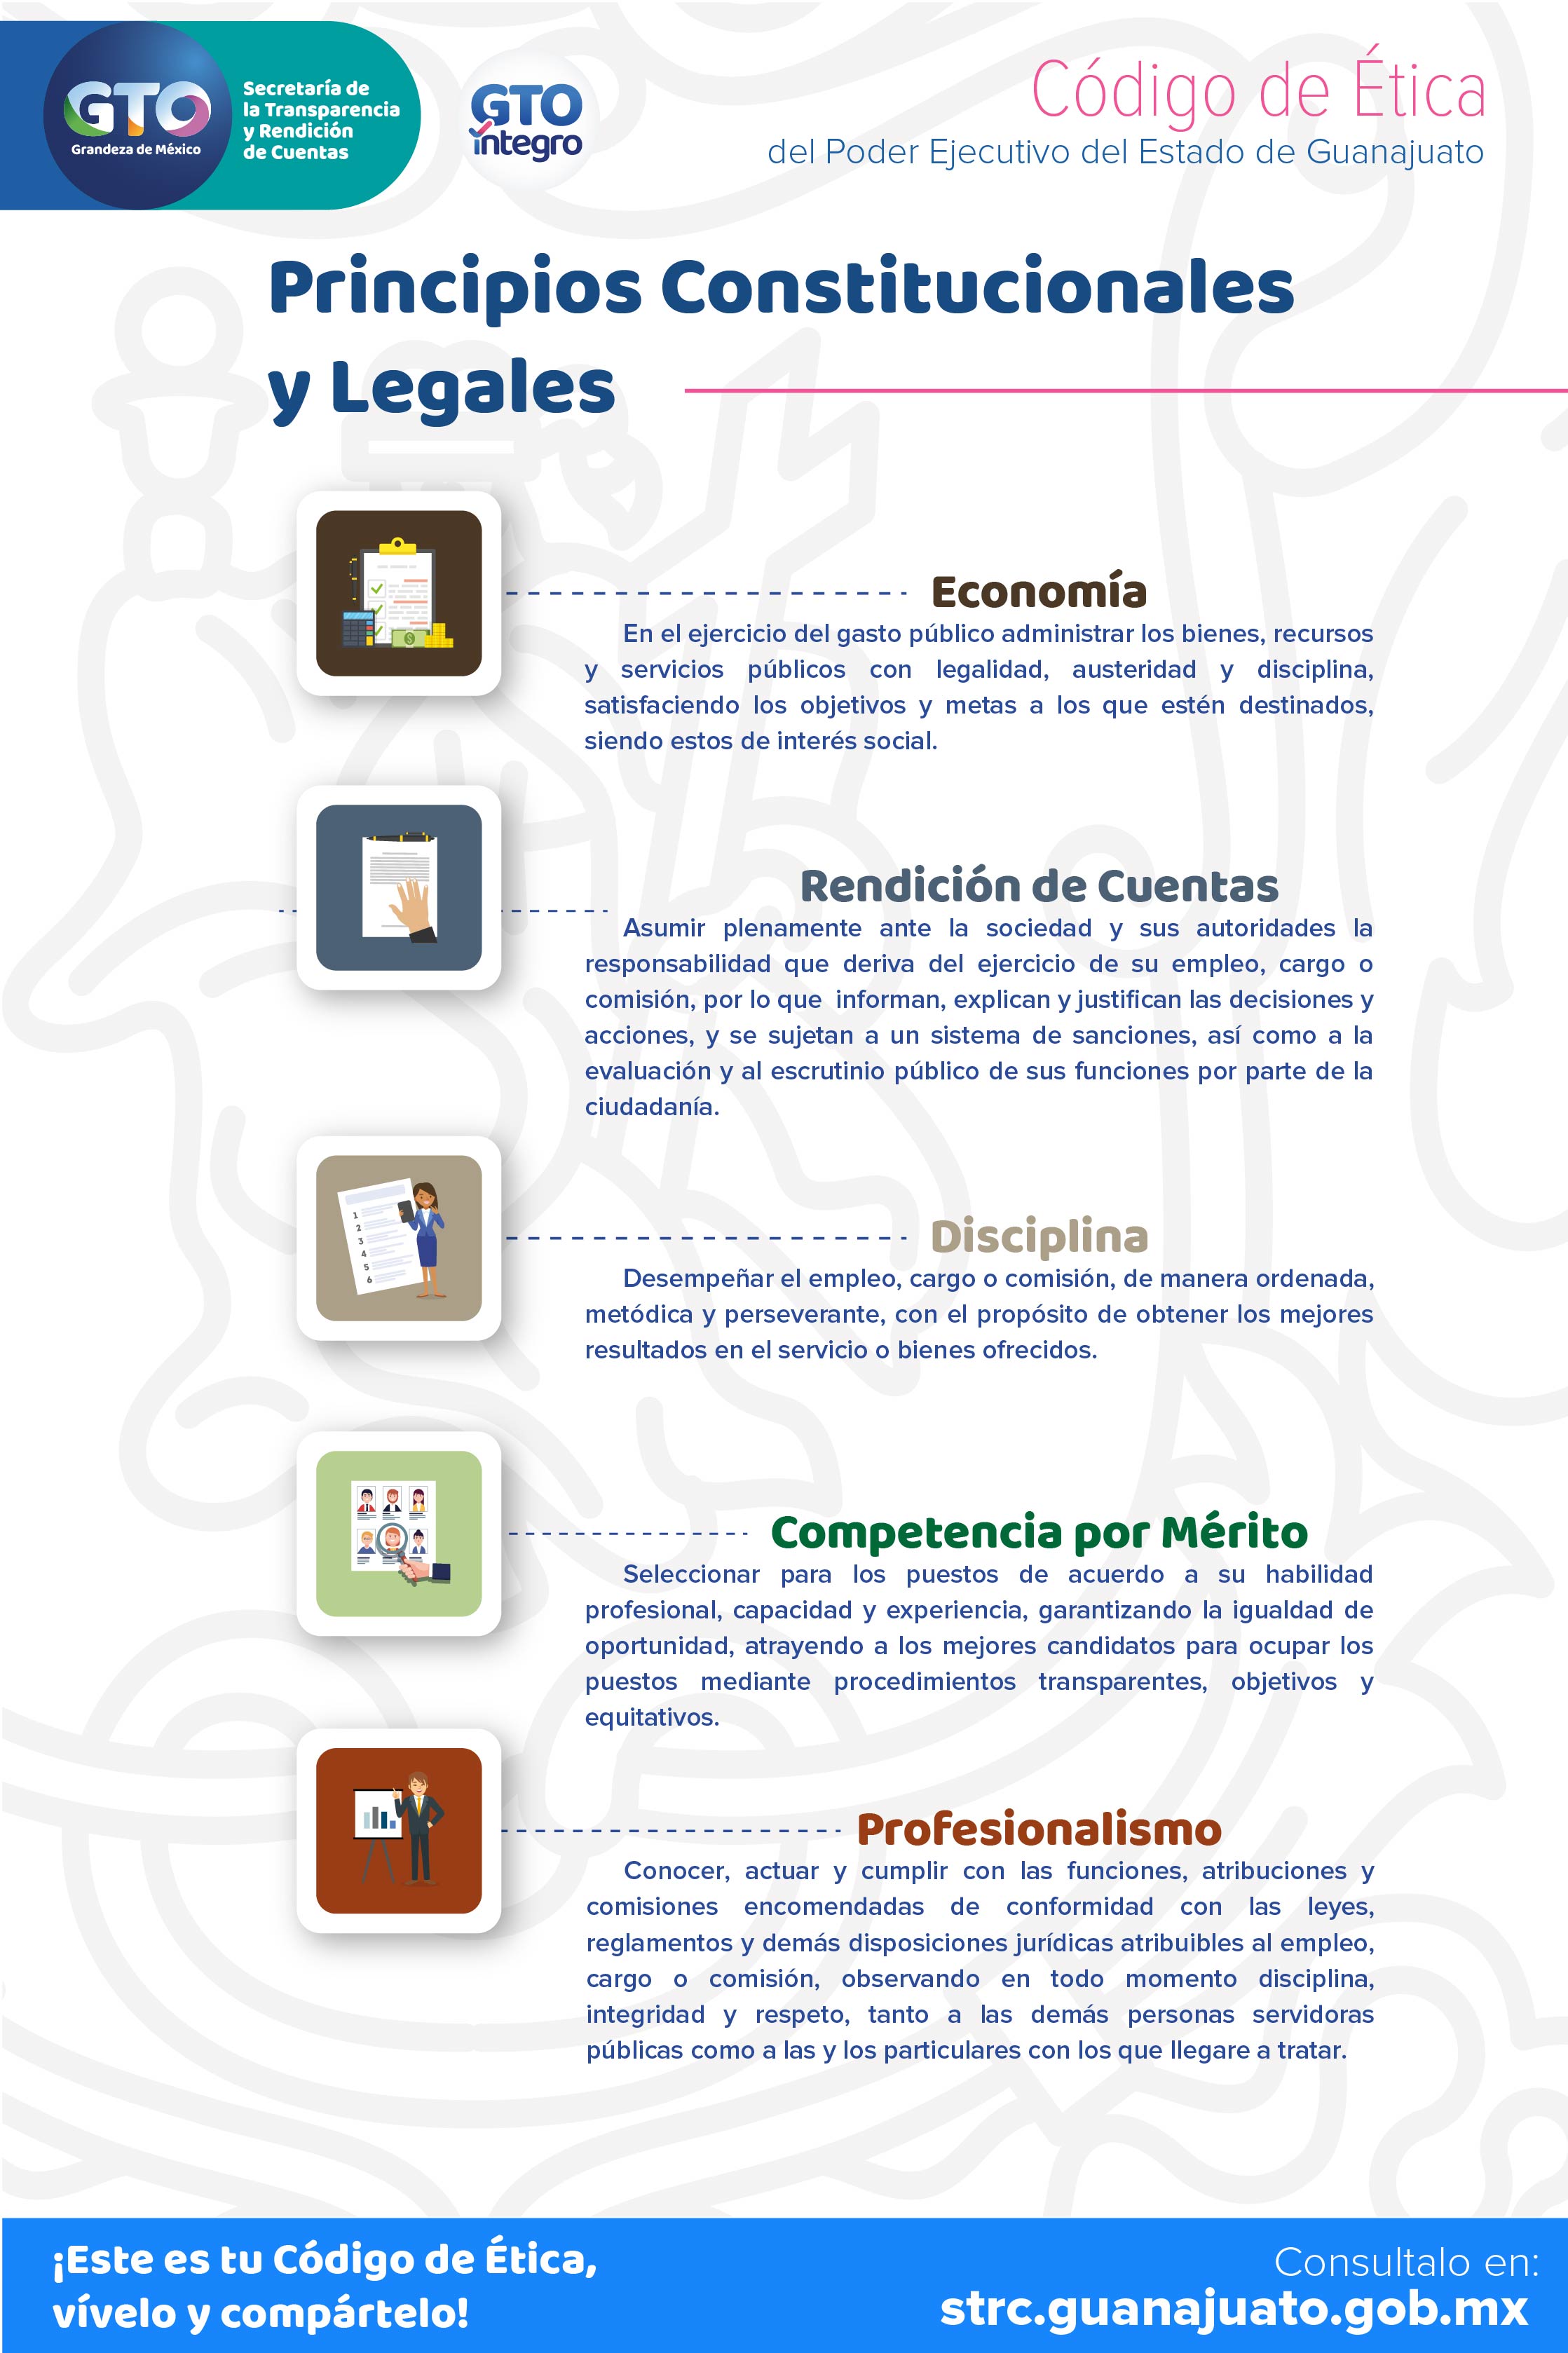 GTO
Grandeza de México
Secretaría de
la Transparencia
y Rendición
de Cuentas
GTO
íntegro
Código de Ética
del Poder Ejecutivo del Estado de Guanajuato
Principios Constitucionales
y Legales
Economía
En el ejercicio del gasto público administrar los bienes, recursos
y servicios públicos con legalidad, austeridad y disciplina,
satisfaciendo los objetivos y metas a los que estén destinados,
siendo estos de interés social.
Rendición de Cuentas
Asumir plenamente ante la sociedad y sus autoridades la
responsabilidad que deriva del ejercicio de su empleo, cargo o
comisión, por lo que informan, explican y justifican las decisiones y
acciones, y se sujetan a un sistema de sanciones, así como a la
evaluación y al escrutinio público de sus funciones por parte de la
ciudadanía.
1
2
3
4
5
6
Disciplina
Desempeñar el empleo, cargo o comisión, de manera ordenada,
metódica y perseverante, con el propósito de obtener los mejores
resultados en el servicio o bienes ofrecidos.
Competencia por Mérito
Seleccionar para los puestos de acuerdo a su habilidad
profesional, capacidad y experiencia, garantizando la igualdad de
oportunidad, atrayendo a los mejores candidatos para ocupar los
puestos mediante procedimientos transparentes, objetivos y
equitativos.
Profesionalismo
Conocer, actuar y cumplir con las funciones, atribuciones y
comisiones encomendadas de conformidad con las leyes,
reglamentos y demás disposiciones jurídicas atribuibles al empleo,
cargo o comisión, observando en todo momento disciplina,
integridad y respeto, tanto a las demás personas servidoras
públicas como a las y los particulares con los que llegare a tratar.
¡Este es tu Código de Ética,
vívelo y compártelo!
Consultalo en:
strc.guanajuato.gob.mx